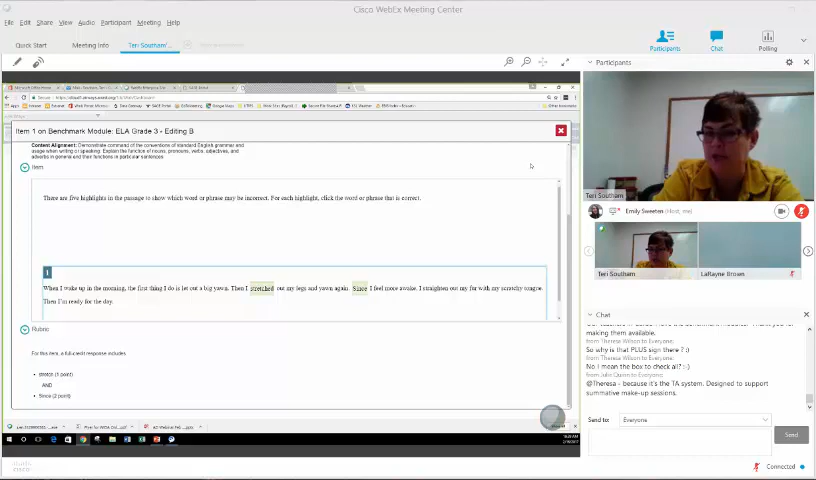 Cisco WebEx Meeting Center
File Edit Share View Audio Participant Meeting Help
Quick Start
Meeting Info
Teri Southam'...
Participants
Chat
Polling
Participants
Item 1 on Benchmark Module: ELA Grade 3 - Editing B
Content Alignment: Demonstrate command of the conventions of standard English grammar and
usage when writing or speaking. Explain the function of nouns, pronouns, verbs, adjectives, and
adverbs in general and their functions in particular sentences.
Item
There are five highlights in the passage to show which word or phrase may be incorrect. For each highlight, click the word or phrase that is correct.
1
When I wake up in the morning, the first thing I do is let out a big yawn. Then I stretched out my legs and yawn again. Since I feel more awake. I straighten out my fur with my scratchy tongue.
Then I'm ready for the day.
Rubric
For this item, a full-credit response includes
stretch (1 point)
AND
Since (2 point)
Teri Southam
Emily Sweeten (Host, me)
Teri Southam
LaRayne Brown
Chat
making them available.
from Therese Wilson to Everyone:
So why is that PLUS sign there ? ;)
from Therese Wilson to Everyone:
No I mean the box to check all? :-)
from Julie Quinn to Everyone:
@Theresa - because it's the TA system. Designed to support
summative make-up sessions.
Send to:
Everyone
Send
Connected